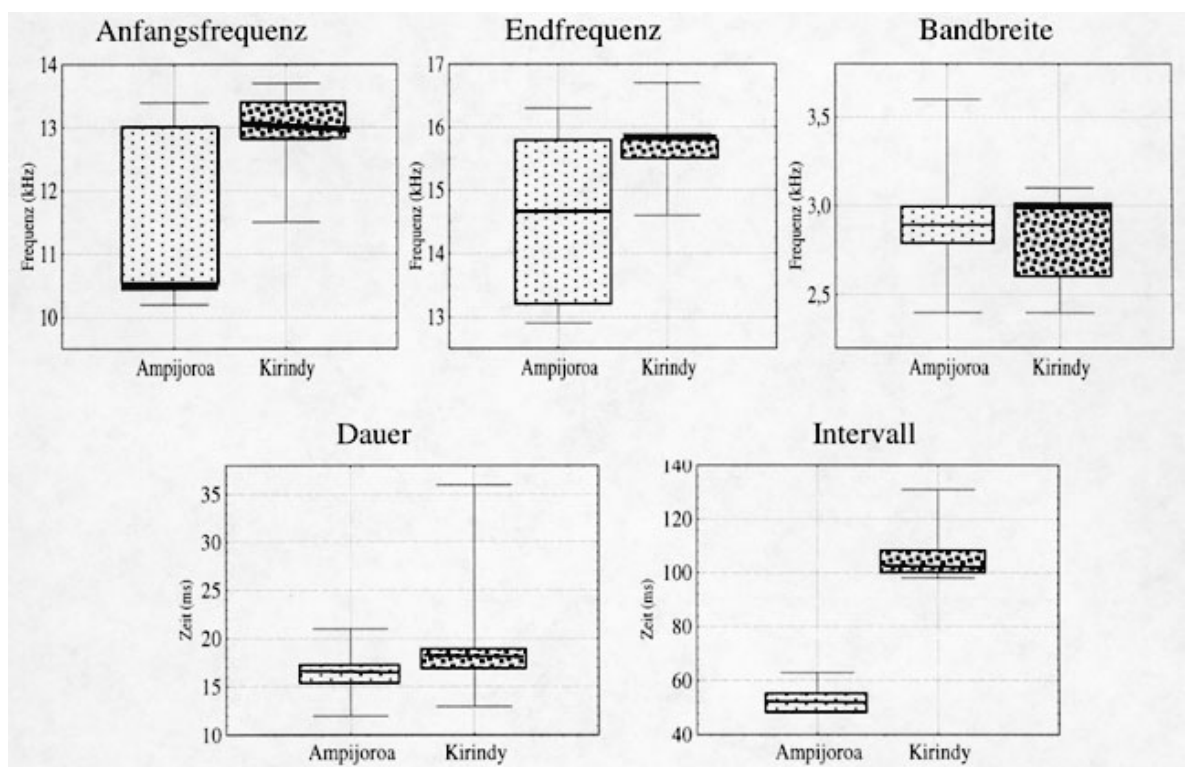 Anfangsfrequenz
Endfrequenz
Bandbreite
Frequenz (kHz)
14
13
12
11
10
Ampijoroa
Kirindy
Frequenz (kHz)
17
16
15
14
13
Ampijoroa
Kirindy
Frequenz (kHz)
3,5
3,0
2,5
Ampijoroa
Kirindy
Dauer
Intervall
Zeit (ms)
35
30
25
20
15
10
Ampijoroa
Kirindy
Zeit (ms)
140
120
100
80
60
40
Ampijoroa
Kirindy